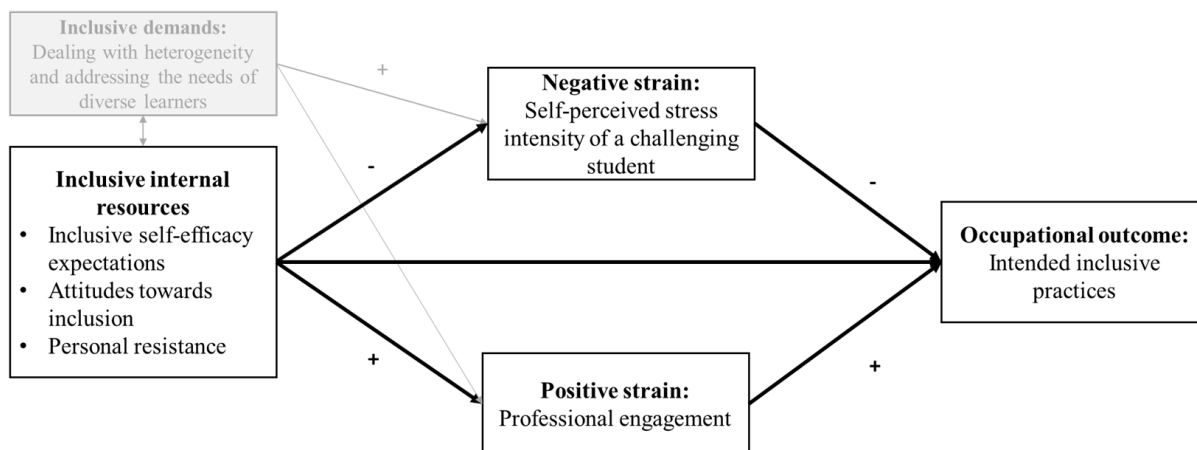 Inclusive demands:
Dealing with heterogeneity
and addressing the needs of
diverse learners
+
Negative strain:
Self-perceived stress
intensity of a challenging
student
-
-
Inclusive internal
resources
• Inclusive self-efficacy
expectations
• Attitudes towards
inclusion
• Personal resistance
Occupational outcome:
Intended inclusive
practices
+
+
Positive strain:
Professional engagement